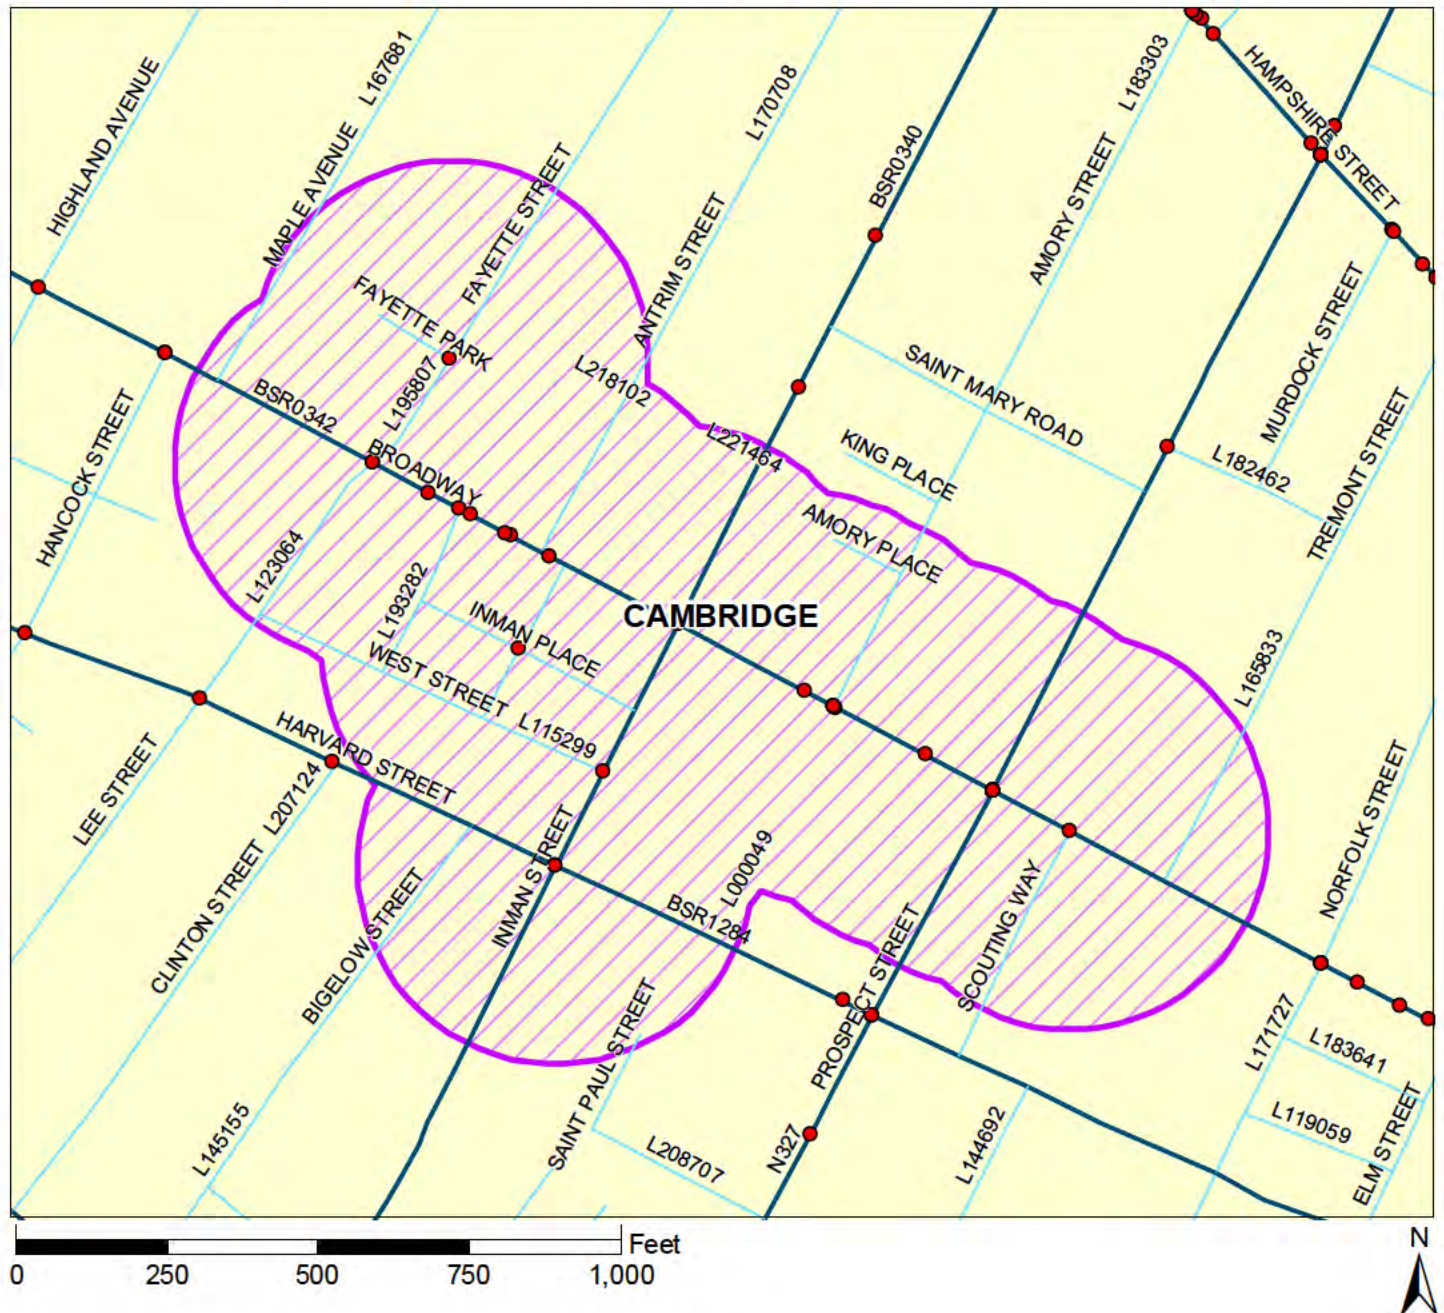 HIGHLAND AVENUE
L167681
MAPLE AVENUE
FAYETTE STREET
L170708
BSR0340
L183303
AMORY STREET
HAMPSHIRE STREET
ANTRIM STREET
FAYETTE PARK
L195807
L218102
L221464
SAINT MARY ROAD
KING PLACE
AMORY PLACE
MURDOCK STREET
L182462
TREMONT STREET
BSR0342
BROADWAY
HANCOCK STREET
L123064
L193282
INMAN PLACE
CAMBRIDGE
WEST STREET
L115299
L165833
HARVARD STREET
LEE STREET
L207124
CLINTON STREET
BIGELOW STREET
INMAN STREET
L000049
BSR1284
PROSPECT STREET
SCOUTING WAY
NORFOLK STREET
SAINT PAUL STREET
L171727
L183641
L119059
ELM STREET
L145155
L208707
N327
L144692
Feet
0 250 500 750 1,000
N